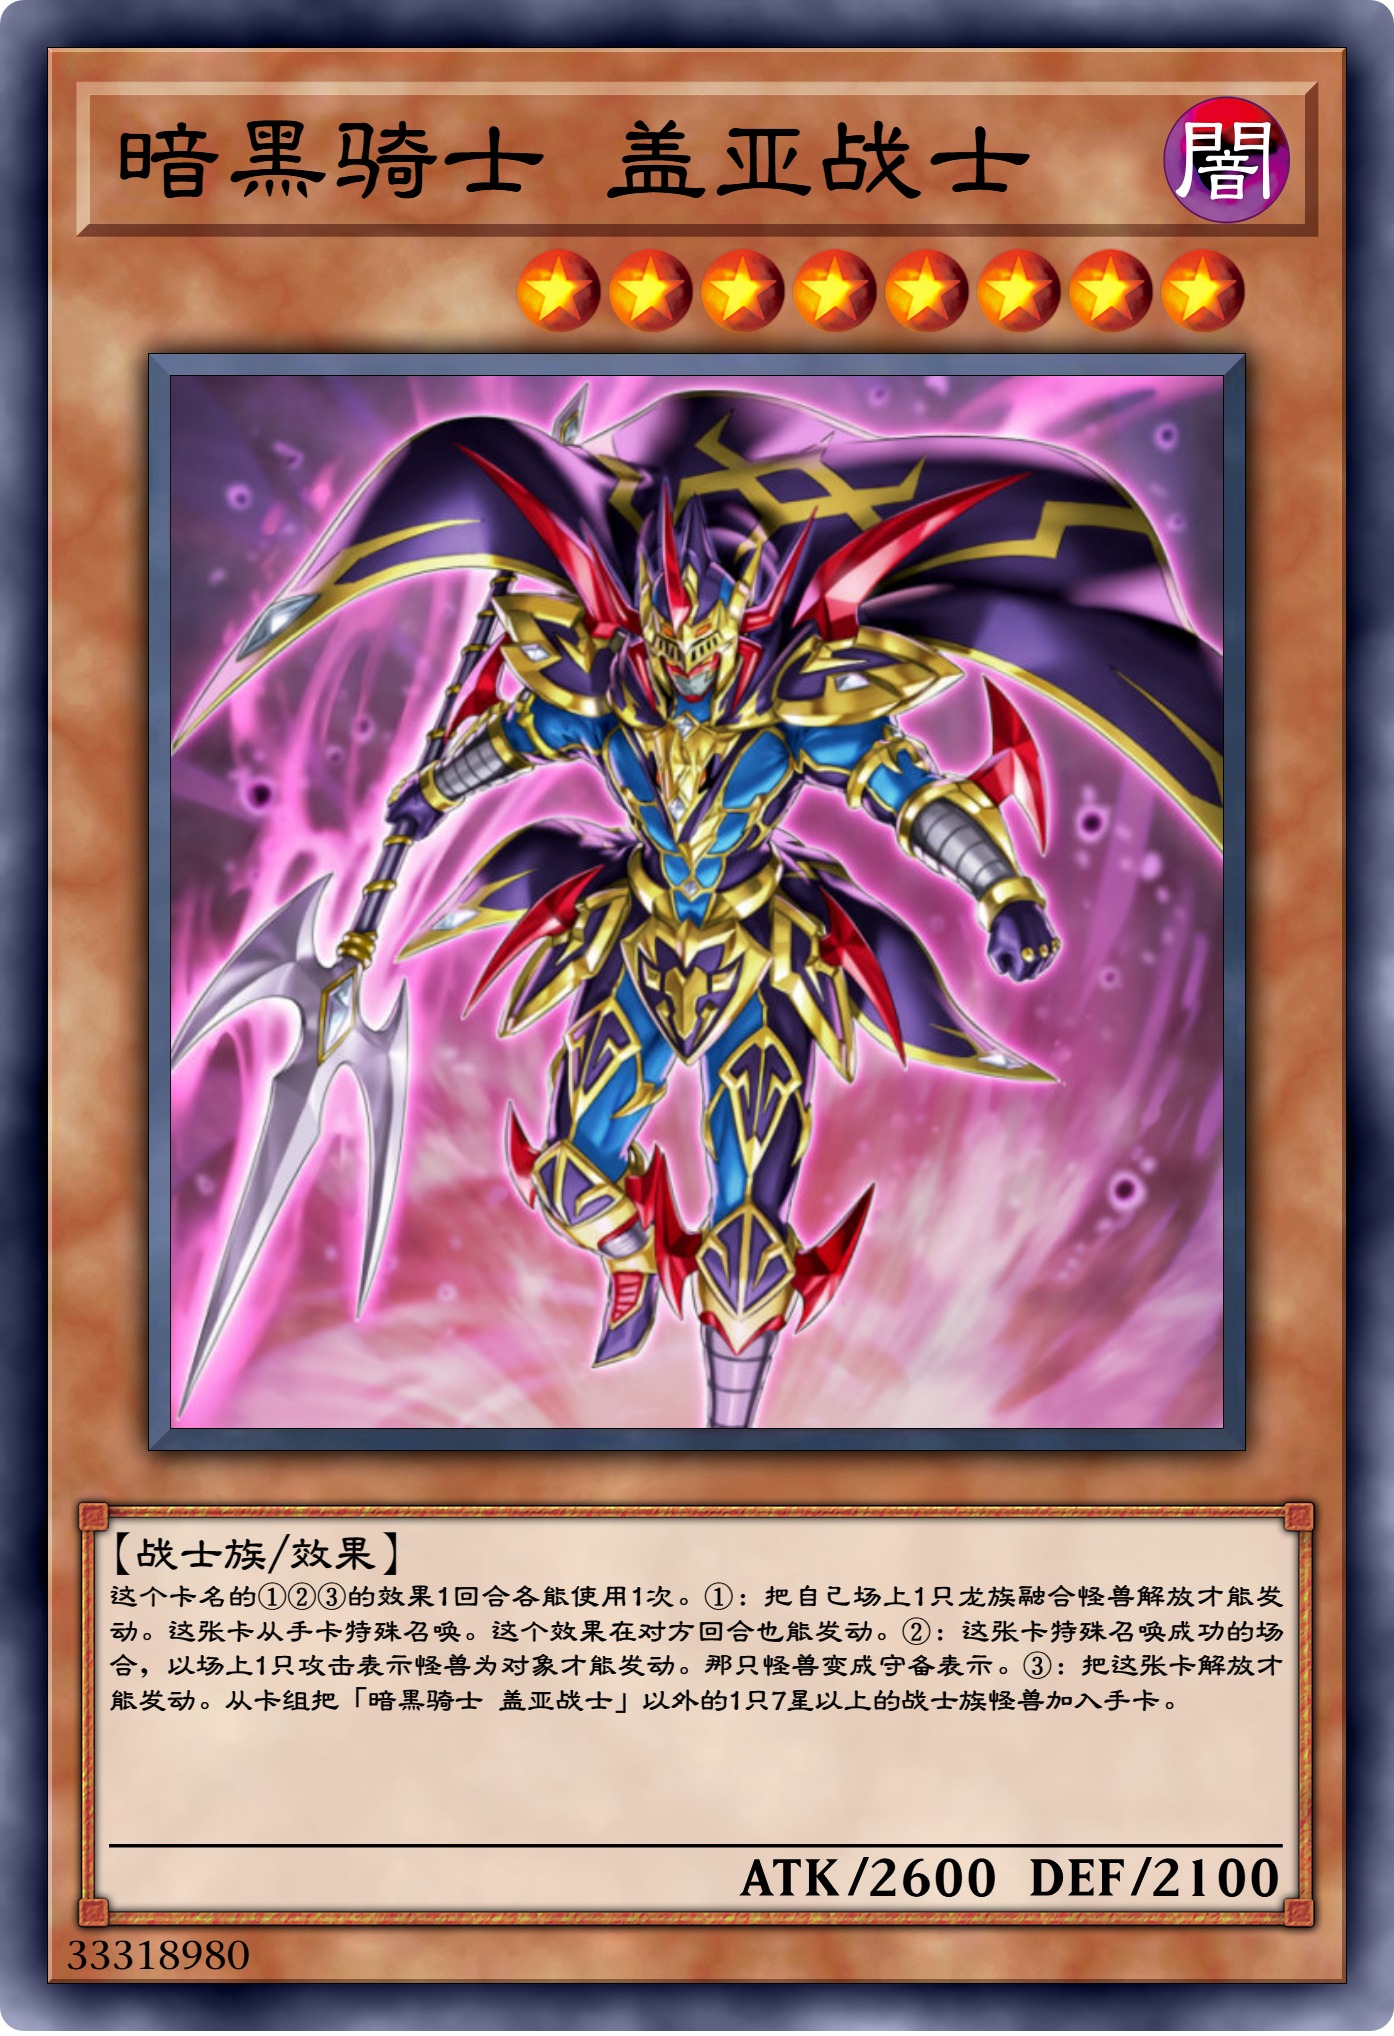 暗黑骑士 盖亚战士
闇
【战士族/效果】
这个卡名的①②③的效果1回合各能使用1次。①：把自己场上1只龙族融合怪兽解放才能发
动。这张卡从手卡特殊召唤。这个效果在对方回合也能发动。②：这张卡特殊召唤成功的场
合，以场上1只攻击表示怪兽为对象才能发动。那只怪兽变成守备表示。③：把这张卡解放才
能发动。从卡组把「暗黑骑士 盖亚战士」以外的1只7星以上的战士族怪兽加入手卡。
ATK/2600 DEF/2100
33318980